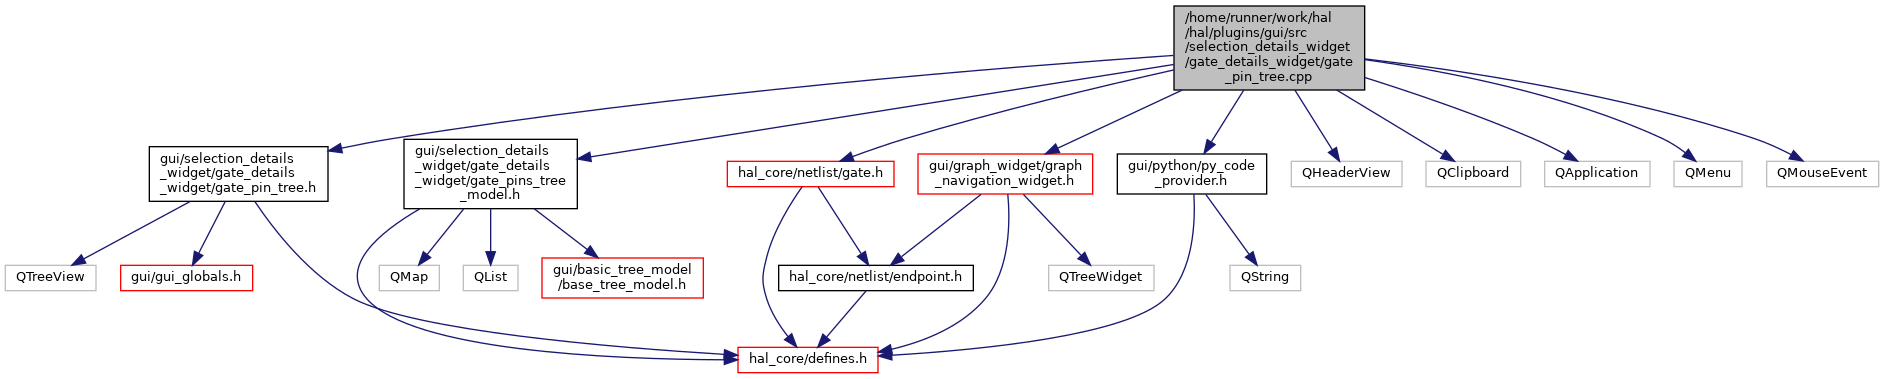 /home/runner/work/hal
/hal/plugins/gui/src
/selection_details_widget
/gate_details_widget/gate
_pin_tree.cpp
gui/selection_details
_widget/gate_details
_widget/gate_pin_tree.h
gui/selection_details
_widget/gate_details
_widget/gate_pins_tree
_model.h
hal_core/netlist/gate.h
gui/graph_widget/graph
_navigation_widget.h
gui/python/py_code
_provider.h
QHeaderView
QClipboard
QApplication
QMenu
QMouseEvent
QTreeView
gui/gui_globals.h
QMap
QList
gui/basic_tree_model
/base_tree_model.h
hal_core/netlist/endpoint.h
QTreeWidget
QString
hal_core/defines.h